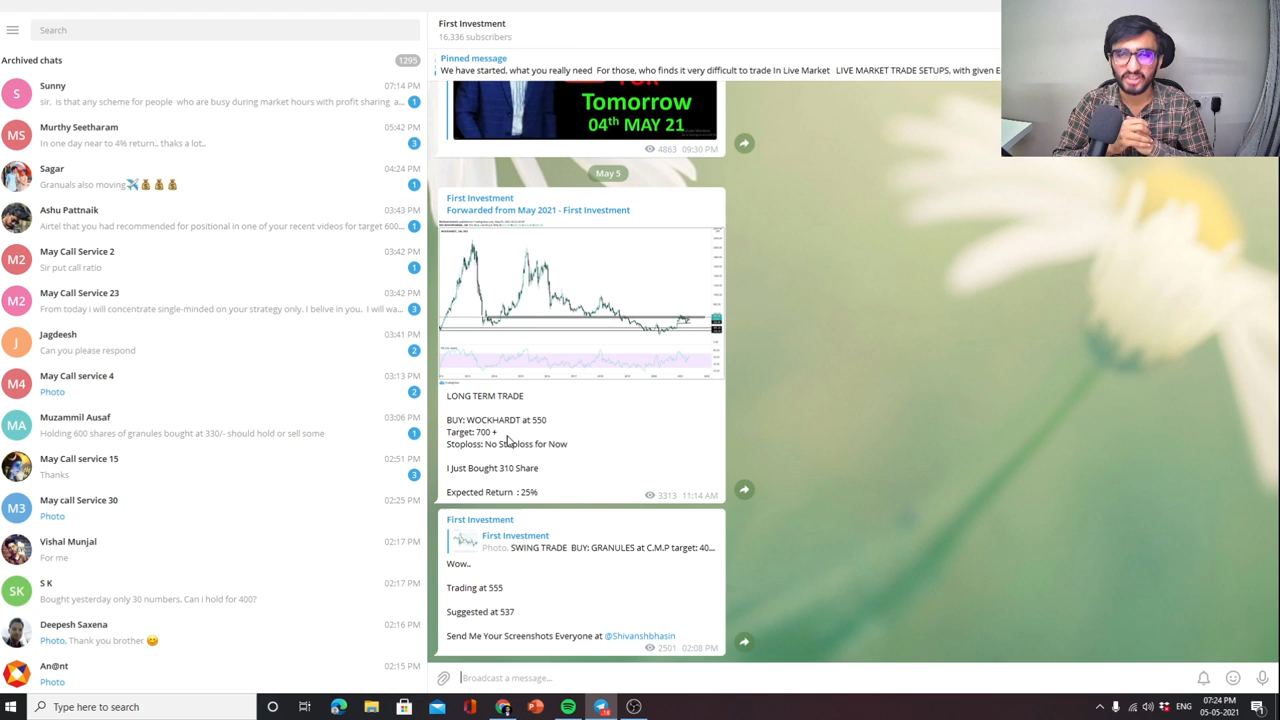 Search
Archived chats
1295
S
Sunny
07:14 PM
sir, is that any scheme for people who are busy during market hours with profit sharing a...
1
MS
Murthy Seetharam
05:42 PM
In one day near to 4% return.. thaks a lot..
3
Sagar
04:24 PM
Granuals also moving✈️💰💰💰
1
Ashu Pattnaik
03:43 PM
Airtel that you had recommended formositional in one of your recent videos for target 600...
1
M2
May Call Service 2
03:42 PM
Sir put call ratio
1
M2
May Call Service 23
03:42 PM
From today i will concentrate single-minded on your strategy only. I belive in you. I will wa...
3
J
Jagdeesh
03:41 PM
Can you please respond
2
M4
May Call service 4
03:13 PM
Photo
2
MA
Muzammil Ausaf
03:06 PM
Holding 600 shares of granules bought at 330/- should hold or sell some
1
May Call service 15
02:51 PM
Thanks
3
M3
May call Service 30
02:25 PM
Photo
Vishal Munjal
02:17 PM
For me
SK
S K
02:17 PM
Bought yesterday only 30 numbers. Can i hold for 400?
Deepesh Saxena
02:16 PM
Photo, Thank you brother 😊
An@nt
02:15 PM
Photo
First Investment
16,336 subscribers
Pinned message
We have started, what you really need For those, who finds it very difficult to trade In Live Market LIVE MARKET TRADE SETUPS, with given E
Tomorrow
04th MAY 21
4863 09:30 PM
May 5
First Investment
Forwarded from May 2021 - First Investment
LONG TERM TRADE
BUY: WOCKHARDT at 550
Target: 700 +
Stoploss: No Stoploss for Now
I Just Bought 310 Share
Expected Return : 25%
3313 11:14 AM
First Investment
First Investment
Photo, SWING TRADE BUY: GRANULES at C.M.P target: 40...
Wow..
Trading at 555
Suggested at 537
Send Me Your Screenshots Everyone at @Shivanshbhasin
2501 02:08 PM
Broadcast a message...
Type here to search
ENG
07:24 PM
05-05-2021